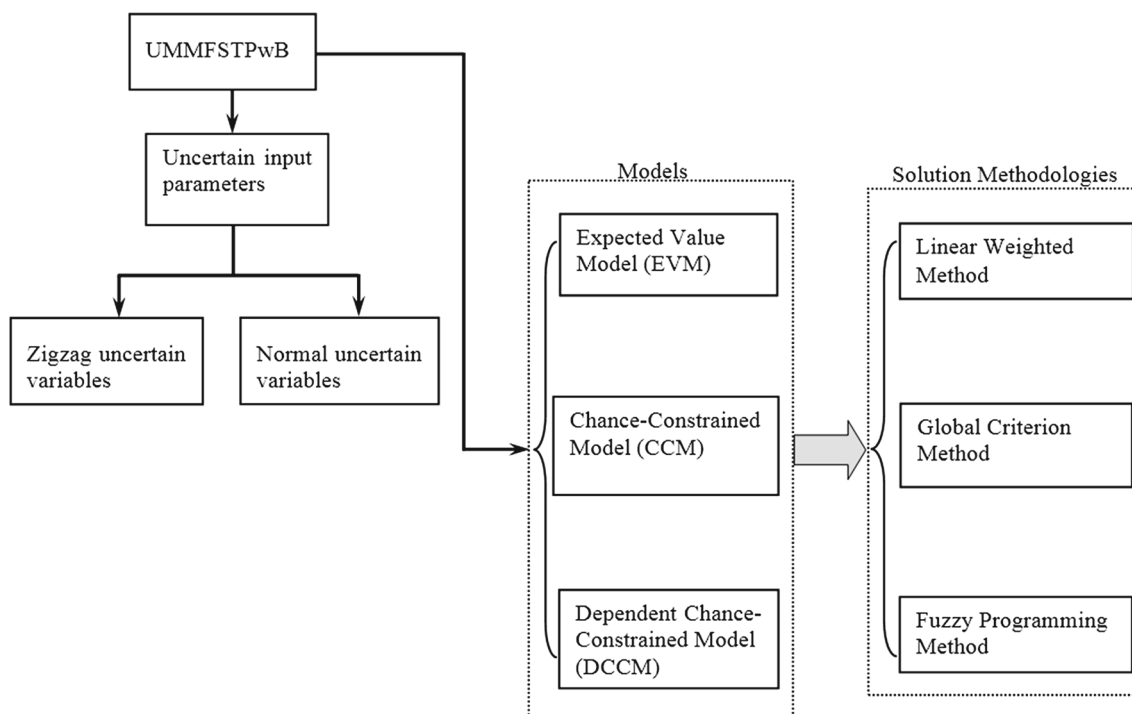 UMMFSTPwB
Uncertain input
parameters
Zigzag uncertain
variables
Normal uncertain
variables
Models
Expected Value
Model (EVM)
Chance-Constrained
Model (CCM)
Dependent Chance-
Constrained Model
(DCCM)
Solution Methodologies
Linear Weighted
Method
Global Criterion
Method
Fuzzy Programming
Method